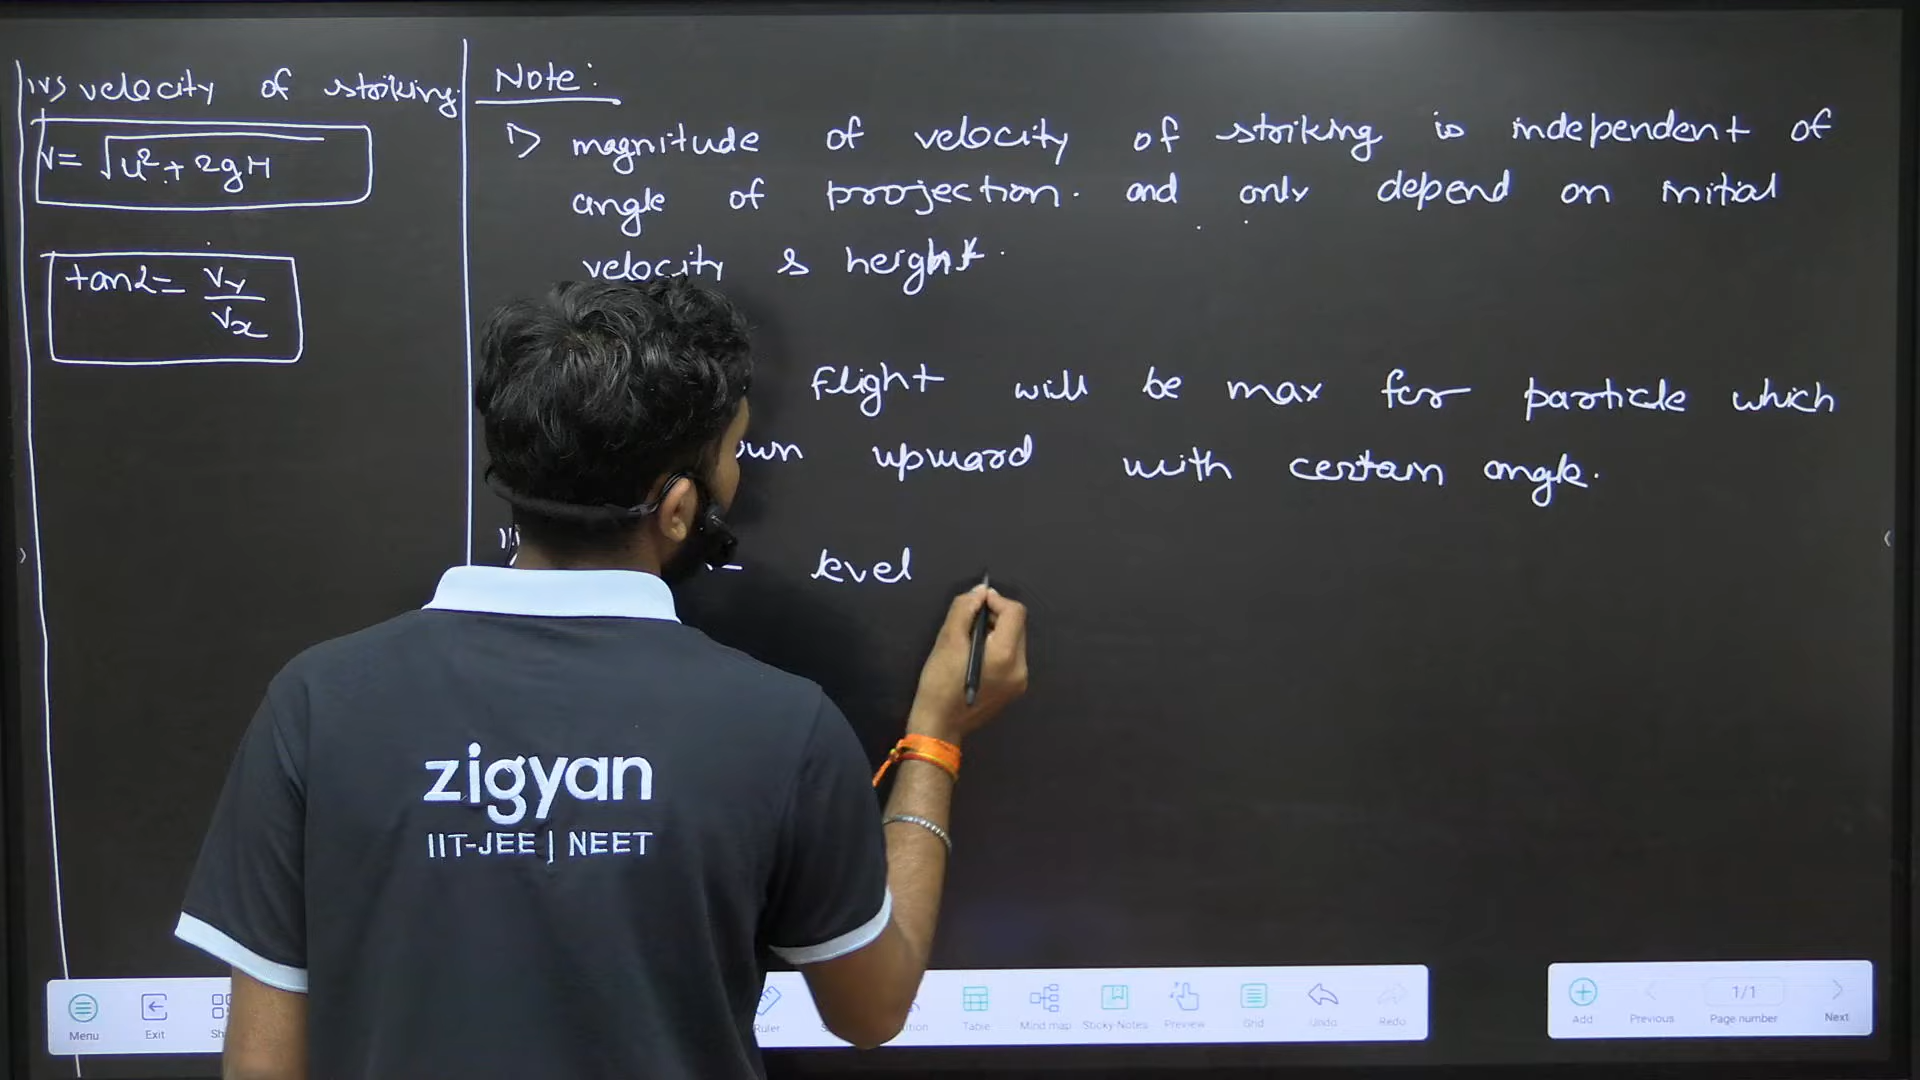 iv> velocity of striking.
v = √u² + 2gH
tanα = Vy / Vx
Note:
i> magnitude of velocity of striking is independent of
angle of projection. and only depend on initial
velocity & height.
flight will be max for particle which
upward with certain angle.
level
zigyan
IIT-JEE | NEET
Menu
Exit
Ruler
Table
Mind map
Sticky Notes
Preview
Grid
Undo
Redo
Add
Previous
1/1
Page number
Next